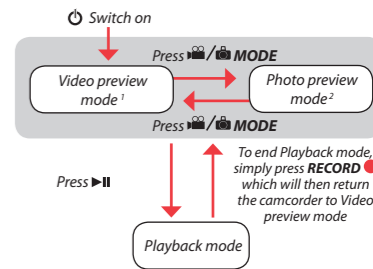 Switch on
Press / MODE
Video preview
mode 1
Photo preview
mode 2
Press / MODE
Press ►II
To end Playback mode,
simply press RECORD
which will then return
the camcorder to Video
preview mode
Playback mode